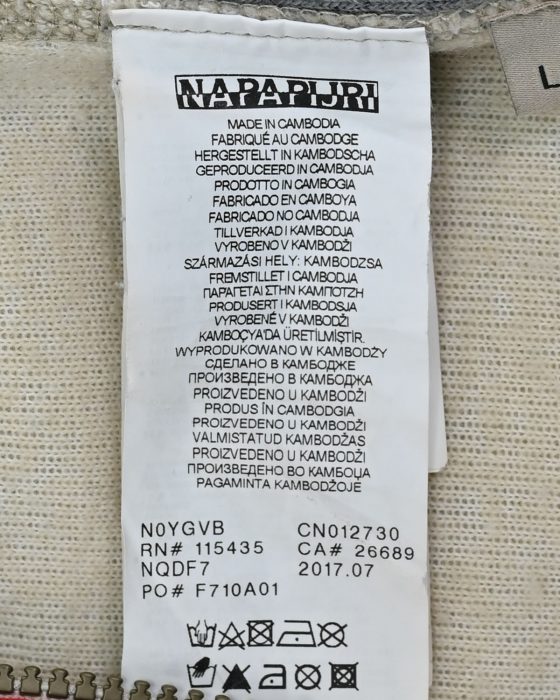 NAPAPIJRI
L
MADE IN CAMBODIA
FABRIQUÉ AU CAMBODGE
HERGESTELLT IN KAMBODSCHA
GEPRODUCEERD IN CAMBODJA
PRODOTTO IN CAMBOGIA
FABRICADO EN CAMBOYA
FABRICADO NO CAMBODJA
TILLVERKAD I KAMBODJA
VYROBENO V KAMBODŽI
SZÁRMAZÁSI HELY: KAMBODZSA
FREMSTILLET I CAMBODJA
ΠΑΡΑΓΕΤΑΙ ΣΤΗΝ ΚΑΜΠΟΤΖΗ
PRODUSERT I KAMBODSJA
VYROBENÉ V KAMBODŽI
KAMBOÇYA'DA ÜRETİLMİŞTİR.
WYPRODUKOWANO W KAMBODŻY
СДЕЛАНО В КАМБОДЖЕ
ПРОИЗВЕДЕНО В КАМБОДЖА
PROIZVEDENO U KAMBODŽI
PRODUS ÎN CAMBODGIA
PROIZVEDENO U KAMBODŽI
VALMISTATUD KAMBODŽAS
PROIZVEDENO U KAMBODŽI
ПРОИЗВЕДЕНО ВО КАМБОЏА
PAGAMINTA KAMBODŽOJE
N0YGVB CN012730
RN# 115435 CA# 26689
NQDF7 2017.07
PO# F710A01